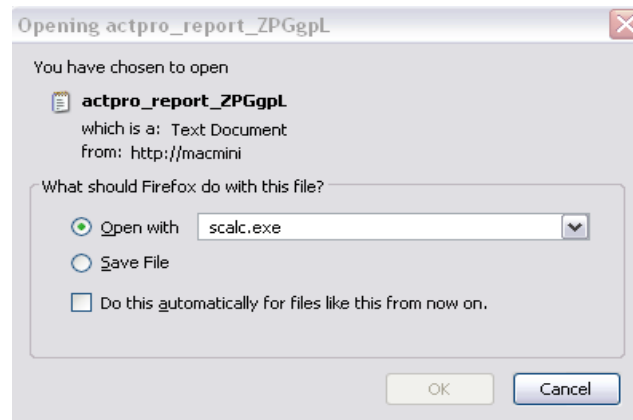 Opening actpro_report_ZPGgpL
You have chosen to open
actpro_report_ZPGgpL
which is a: Text Document
from: http://macmini
What should Firefox do with this file?
Open with scalc.exe
Save File
Do this automatically for files like this from now on.
OK Cancel